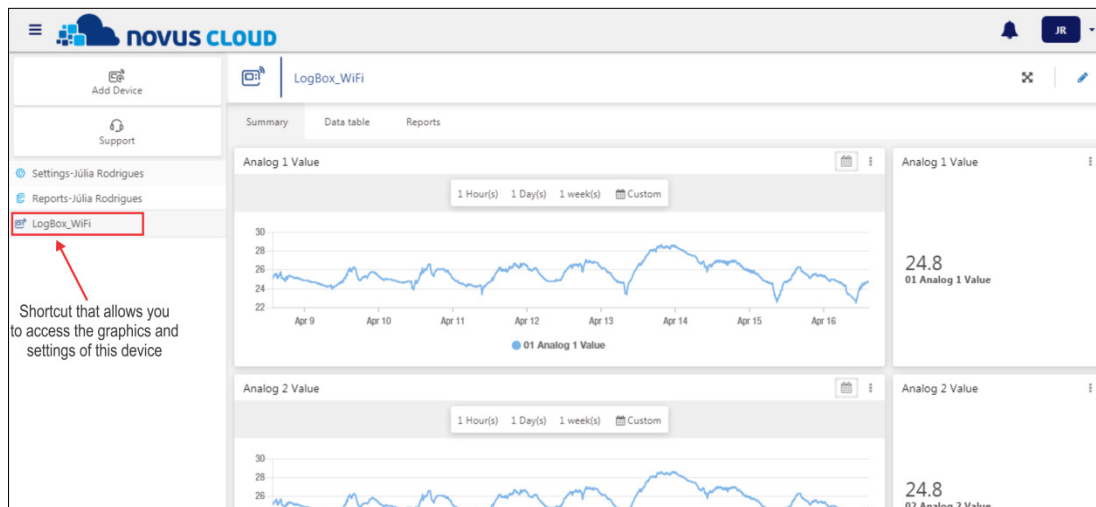 NOVUS CLOUD
JR
Add Device
Support
Settings-Júlia Rodrigues
Reports-Júlia Rodrigues
LogBox_WiFi
Shortcut that allows you
to access the graphics and
settings of this device
LogBox_WiFi
Summary Data table Reports
Analog 1 Value
1 Hour(s) 1 Day(s) 1 week(s) Custom
30
28
26
24
22
Apr 9 Apr 10 Apr 11 Apr 12 Apr 13 Apr 14 Apr 15 Apr 16
01 Analog 1 Value
Analog 1 Value
24.8
01 Analog 1 Value
Analog 2 Value
1 Hour(s) 1 Day(s) 1 week(s) Custom
30
28
26
Analog 2 Value
24.8
02 Analog 2 Value